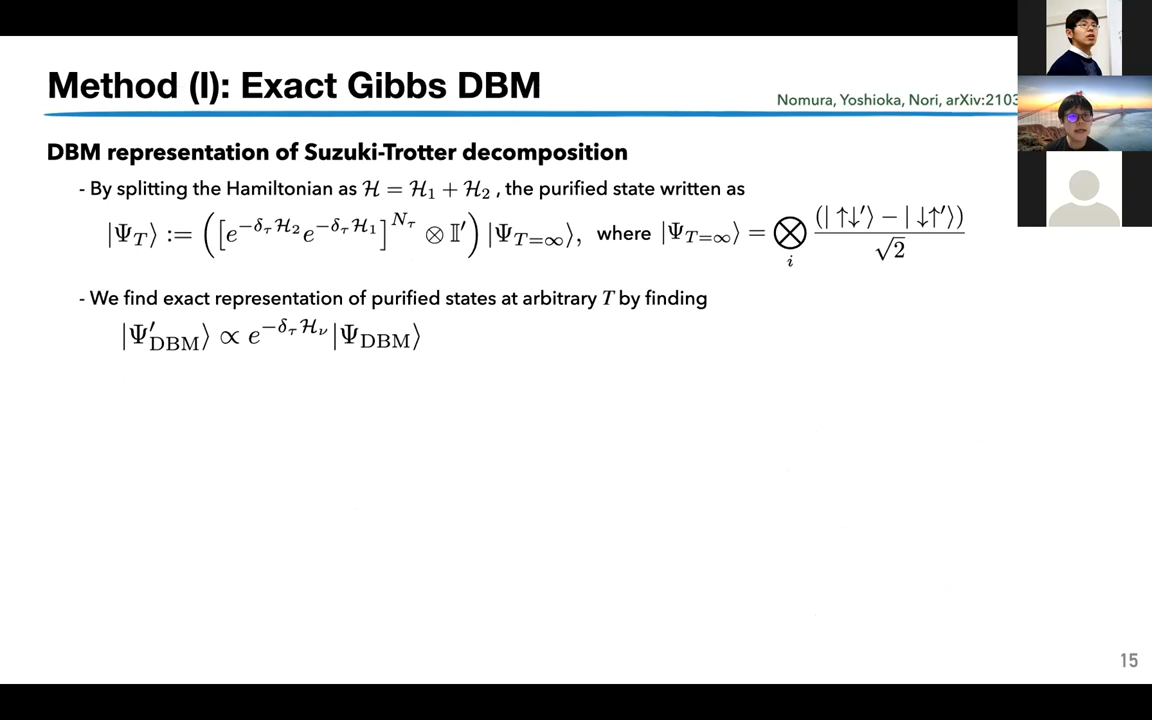 Method (I): Exact Gibbs DBM
Nomura, Yoshioka, Nori, arXiv:2103
DBM representation of Suzuki-Trotter decomposition
- By splitting the Hamiltonian as ℋ = ℋ₁ + ℋ₂ , the purified state written as
|Ψ_T⟩ := ([e^{−δ_τ ℋ₂} e^{−δ_τ ℋ₁}]^{N_τ} ⊗ 𝕀′) |Ψ_{T=∞}⟩, where |Ψ_{T=∞}⟩ = ⨂_i (| ↑↓′⟩ − | ↓↑′⟩) / √2
- We find exact representation of purified states at arbitrary T by finding
|Ψ′_DBM⟩ ∝ e^{−δ_τ ℋ_ν} |Ψ_DBM⟩
15